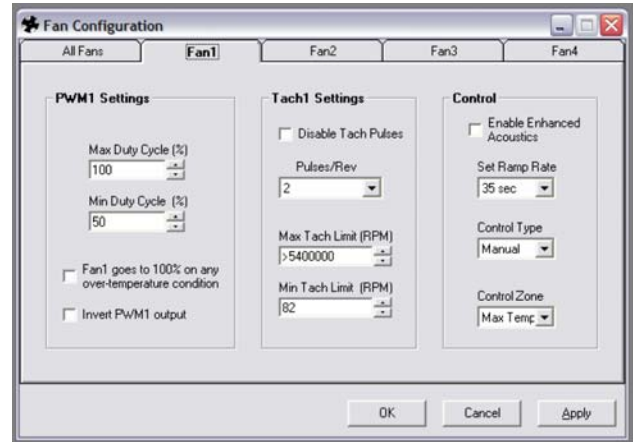 Fan Configuration
All Fans
Fan1
Fan2
Fan3
Fan4
PWM1 Settings
Max Duty Cycle (%)
100
Min Duty Cycle (%)
50
Fan1 goes to 100% on any
over-temperature condition
Invert PWM1 output
Tach1 Settings
Disable Tach Pulses
Pulses/Rev
2
Max Tach Limit (RPM)
>5400000
Min Tach Limit (RPM)
82
Control
Enable Enhanced
Acoustics
Set Ramp Rate
35 sec
Control Type
Manual
Control Zone
Max Temp
OK
Cancel
Apply